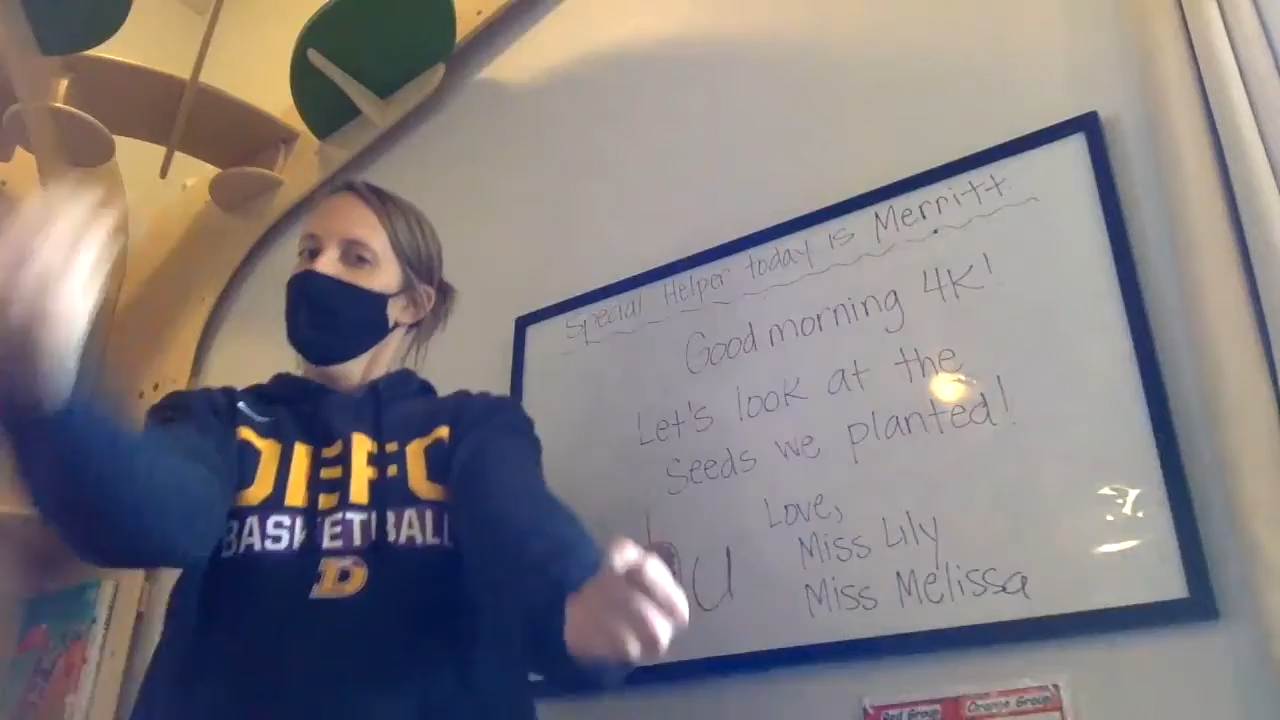 Special Helper today is Merritt
Good morning 4K!
Let's look at the
seeds we planted!
Love,
Miss Lily
Miss Melissa
u
DEFO
BASKETBALL
D
Red Group
Orange Group